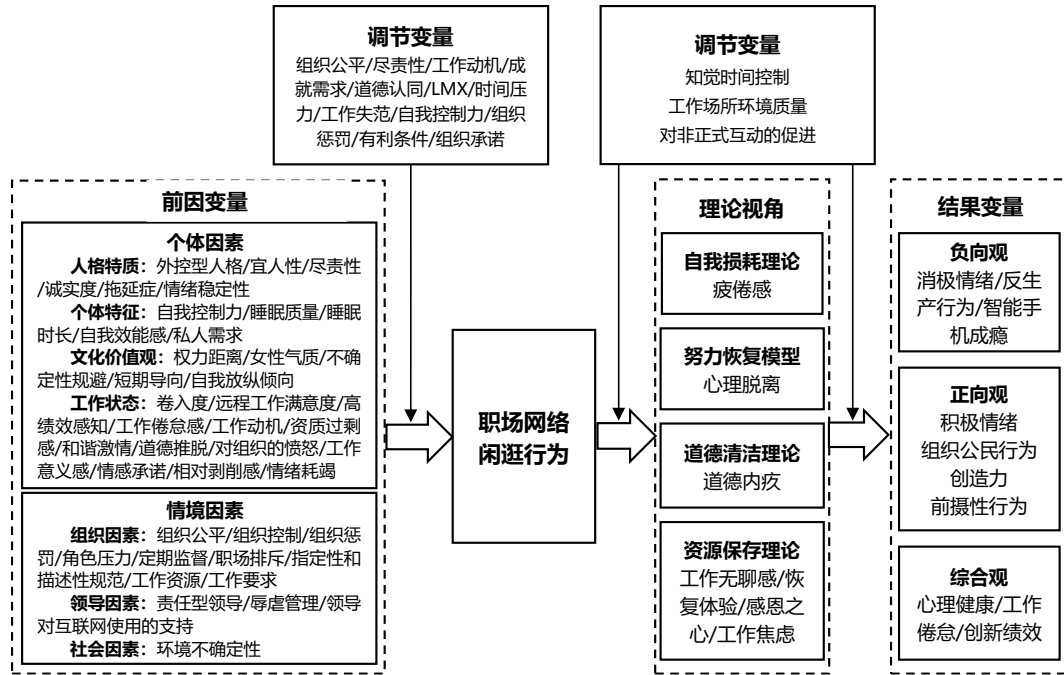 调节变量
组织公平/尽责性/工作动机/成
就需求/道德认同/LMX/时间压
力/工作失范/自我控制力/组织
惩罚/有利条件/组织承诺
调节变量
知觉时间控制
工作场所环境质量
对非正式互动的促进
前因变量
个体因素
人格特质：外控型人格/宜人性/尽责性
/诚实度/拖延症/情绪稳定性
个体特征：自我控制力/睡眠质量/睡眠
时长/自我效能感/私人需求
文化价值观：权力距离/女性气质/不确
定性规避/短期导向/自我放纵倾向
工作状态：卷入度/远程工作满意度/高
绩效感知/工作倦怠感/工作动机/资质过剩
感/和谐激情/道德推脱/对组织的愤怒/工作
意义感/情感承诺/相对剥削感/情绪耗竭
情境因素
组织因素：组织公平/组织控制/组织惩
罚/角色压力/定期监督/职场排斥/指定性和
描述性规范/工作资源/工作要求
领导因素：责任型领导/辱虐管理/领导
对互联网使用的支持
社会因素：环境不确定性
职场网络
闲逛行为
理论视角
自我损耗理论
疲倦感
努力恢复模型
心理脱离
道德清洁理论
道德内疚
资源保存理论
工作无聊感/恢
复体验/感恩之
心/工作焦虑
结果变量
负向观
消极情绪/反生
产行为/智能手
机成瘾
正向观
积极情绪
组织公民行为
创造力
前摄性行为
综合观
心理健康/工作
倦怠/创新绩效